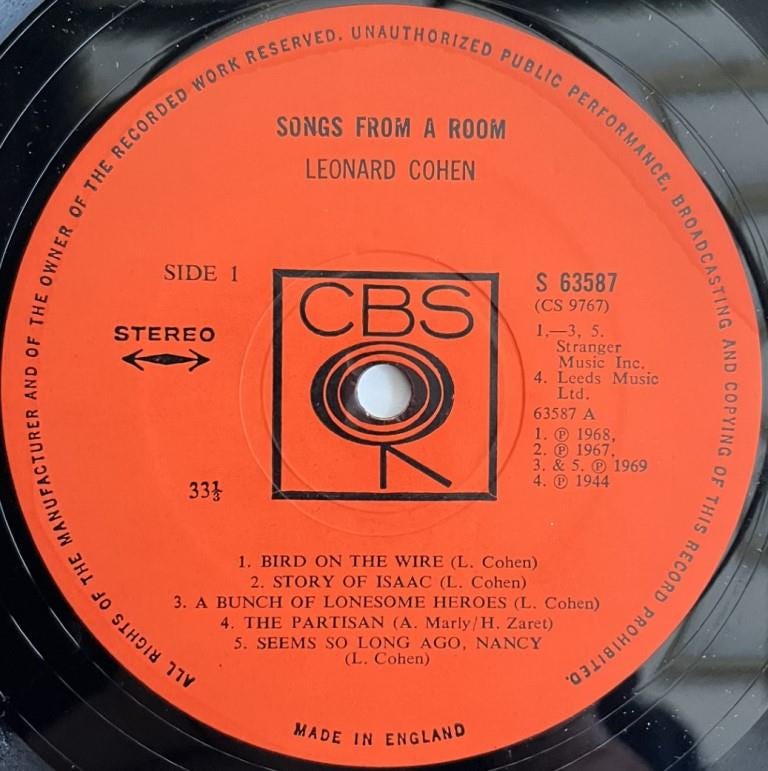 ALL RIGHTS OF THE MANUFACTURER AND OF THE OWNER OF THE RECORDED WORK RESERVED. UNAUTHORIZED PUBLIC PERFORMANCE, BROADCASTING AND COPYING OF THIS RECORD PROHIBITED.
SONGS FROM A ROOM
LEONARD COHEN
SIDE 1
STEREO
33⅓
CBS
S 63587
(CS 9767)
1,—3, 5.
Stranger
Music Inc.
4. Leeds Music
Ltd.
63587 A
1. ℗ 1968,
2. ℗ 1967,
3. & 5. ℗ 1969
4. ℗ 1944
1. BIRD ON THE WIRE (L. Cohen)
2. STORY OF ISAAC (L. Cohen)
3. A BUNCH OF LONESOME HEROES (L. Cohen)
4. THE PARTISAN (A. Marly/H. Zaret)
5. SEEMS SO LONG AGO, NANCY
(L. Cohen)
MADE IN ENGLAND